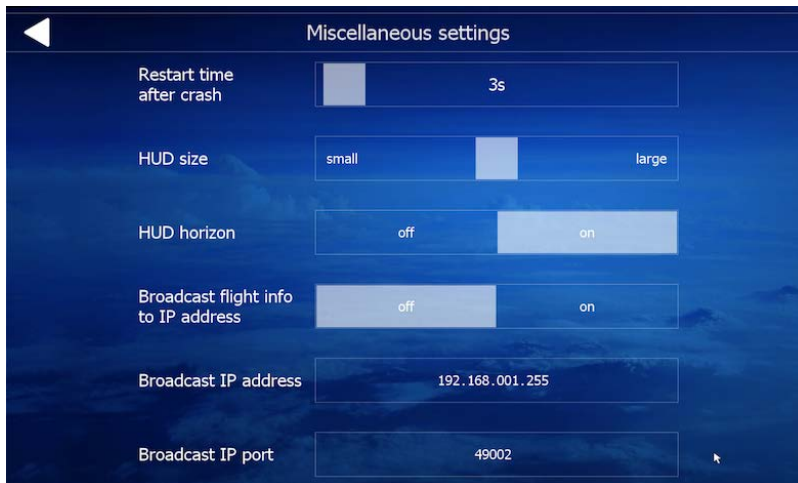 Miscellaneous settings
Restart time
after crash
3s
HUD size
small
large
HUD horizon
off
on
Broadcast flight info
to IP address
off
on
Broadcast IP address
192.168.001.255
Broadcast IP port
49002